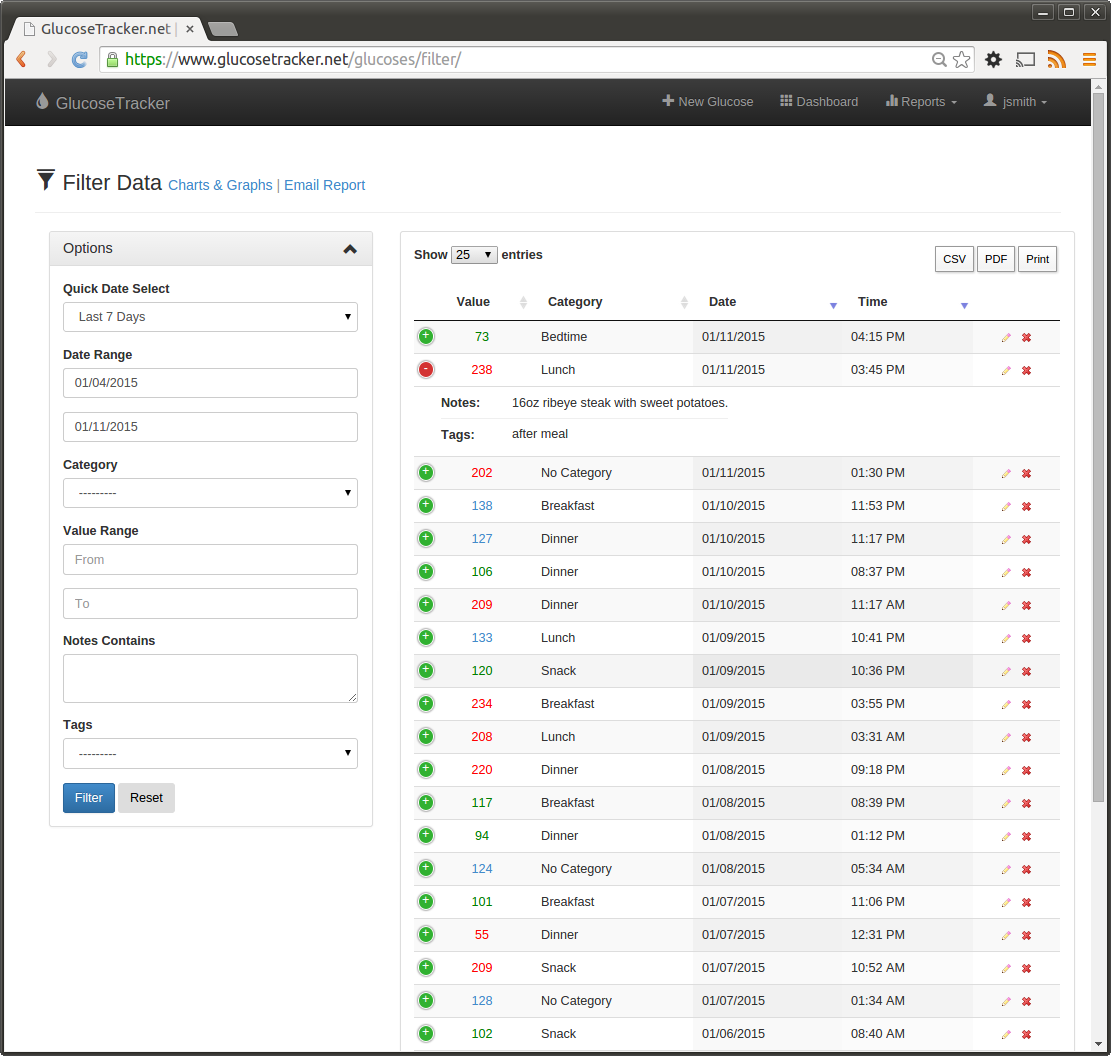 GlucoseTracker.net |
https://www.glucosetracker.net/glucoses/filter/
GlucoseTracker
New Glucose Dashboard Reports jsmith
Filter Data Charts & Graphs | Email Report
Options
Quick Date Select
Last 7 Days
Date Range
01/04/2015
01/11/2015
Category
---------
Value Range
From
To
Notes Contains
Tags
---------
Filter Reset
Show 25 entries
CSV PDF Print
Value Category Date Time
+ 73 Bedtime 01/11/2015 04:15 PM
- 238 Lunch 01/11/2015 03:45 PM
Notes: 16oz ribeye steak with sweet potatoes.
Tags: after meal
+ 202 No Category 01/11/2015 01:30 PM
+ 138 Breakfast 01/10/2015 11:53 PM
+ 127 Dinner 01/10/2015 11:17 PM
+ 106 Dinner 01/10/2015 08:37 PM
+ 209 Dinner 01/10/2015 11:17 AM
+ 133 Lunch 01/09/2015 10:41 PM
+ 120 Snack 01/09/2015 10:36 PM
+ 234 Breakfast 01/09/2015 03:55 PM
+ 208 Lunch 01/09/2015 03:31 AM
+ 220 Dinner 01/08/2015 09:18 PM
+ 117 Breakfast 01/08/2015 08:39 PM
+ 94 Dinner 01/08/2015 01:12 PM
+ 124 No Category 01/08/2015 05:34 AM
+ 101 Breakfast 01/07/2015 11:06 PM
+ 55 Dinner 01/07/2015 12:31 PM
+ 209 Snack 01/07/2015 10:52 AM
+ 128 No Category 01/07/2015 01:34 AM
+ 102 Snack 01/06/2015 08:40 AM